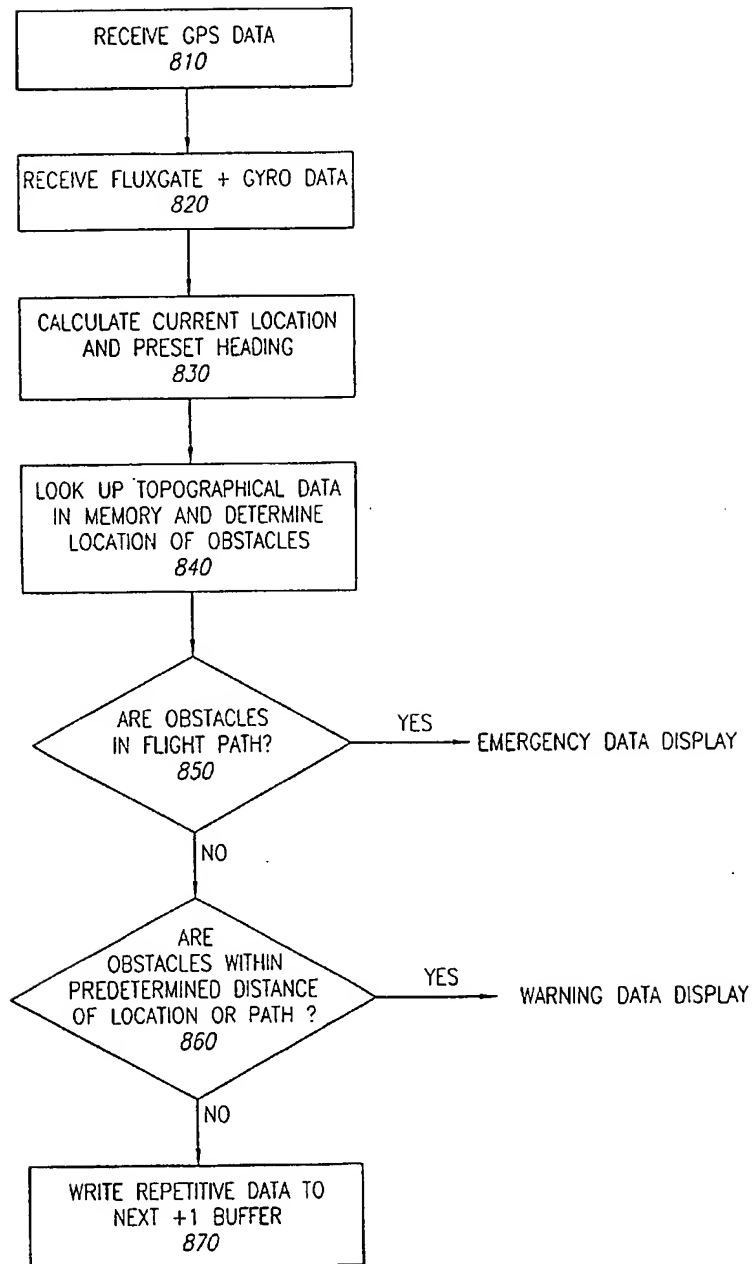 RECEIVE GPS DATA
810
RECEIVE FLUXGATE + GYRO DATA
820
CALCULATE CURRENT LOCATION
AND PRESET HEADING
830
LOOK UP TOPOGRAPHICAL DATA
IN MEMORY AND DETERMINE
LOCATION OF OBSTACLES
840
ARE OBSTACLES
IN FLIGHT PATH?
850
YES
EMERGENCY DATA DISPLAY
NO
ARE
OBSTACLES WITHIN
PREDETERMINED DISTANCE
OF LOCATION OR PATH ?
860
YES
WARNING DATA DISPLAY
NO
WRITE REPETITIVE DATA TO
NEXT +1 BUFFER
870